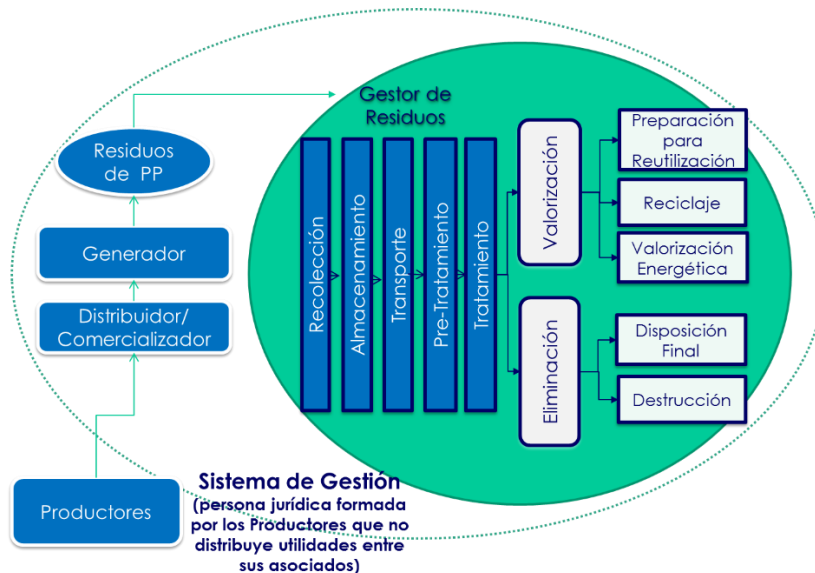 Gestor de
Residuos
Residuos
de PP
Generador
Distribuidor/
Comercializador
Productores
Recolección
Almacenamiento
Transporte
Pre-Tratamiento
Tratamiento
Valorización
Eliminación
Preparación
para
Reutilización
Reciclaje
Valorización
Energética
Disposición
Final
Destrucción
Sistema de Gestión
(persona jurídica formada
por los Productores que no
distribuye utilidades entre
sus asociados)